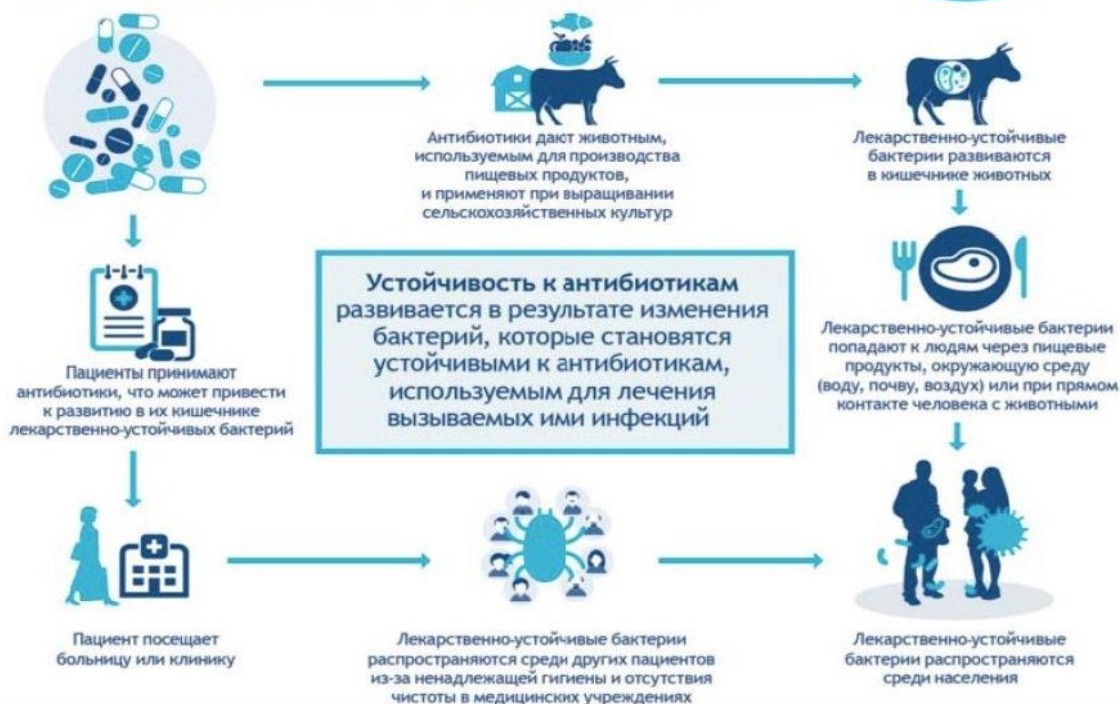 Антибиотики дают животным,
используемым для производства
пищевых продуктов,
и применяют при выращивании
сельскохозяйственных культур
Лекарственно-устойчивые
бактерии развиваются
в кишечнике животных
Устойчивость к антибиотикам
развивается в результате изменения
бактерий, которые становятся
устойчивыми к антибиотикам,
используемым для лечения
вызываемых ими инфекций
Пациенты принимают
антибиотики, что может привести
к развитию в их кишечнике
лекарственно-устойчивых бактерий
Лекарственно-устойчивые бактерии
попадают к людям через пищевые
продукты, окружающую среду
(воду, почву, воздух) или при прямом
контакте человека с животными
Пациент посещает
больницу или клинику
Лекарственно-устойчивые бактерии
распространяются среди других пациентов
из-за ненадлежащей гигиены и отсутствия
чистоты в медицинских учреждениях
Лекарственно-устойчивые
бактерии распространяются
среди населения